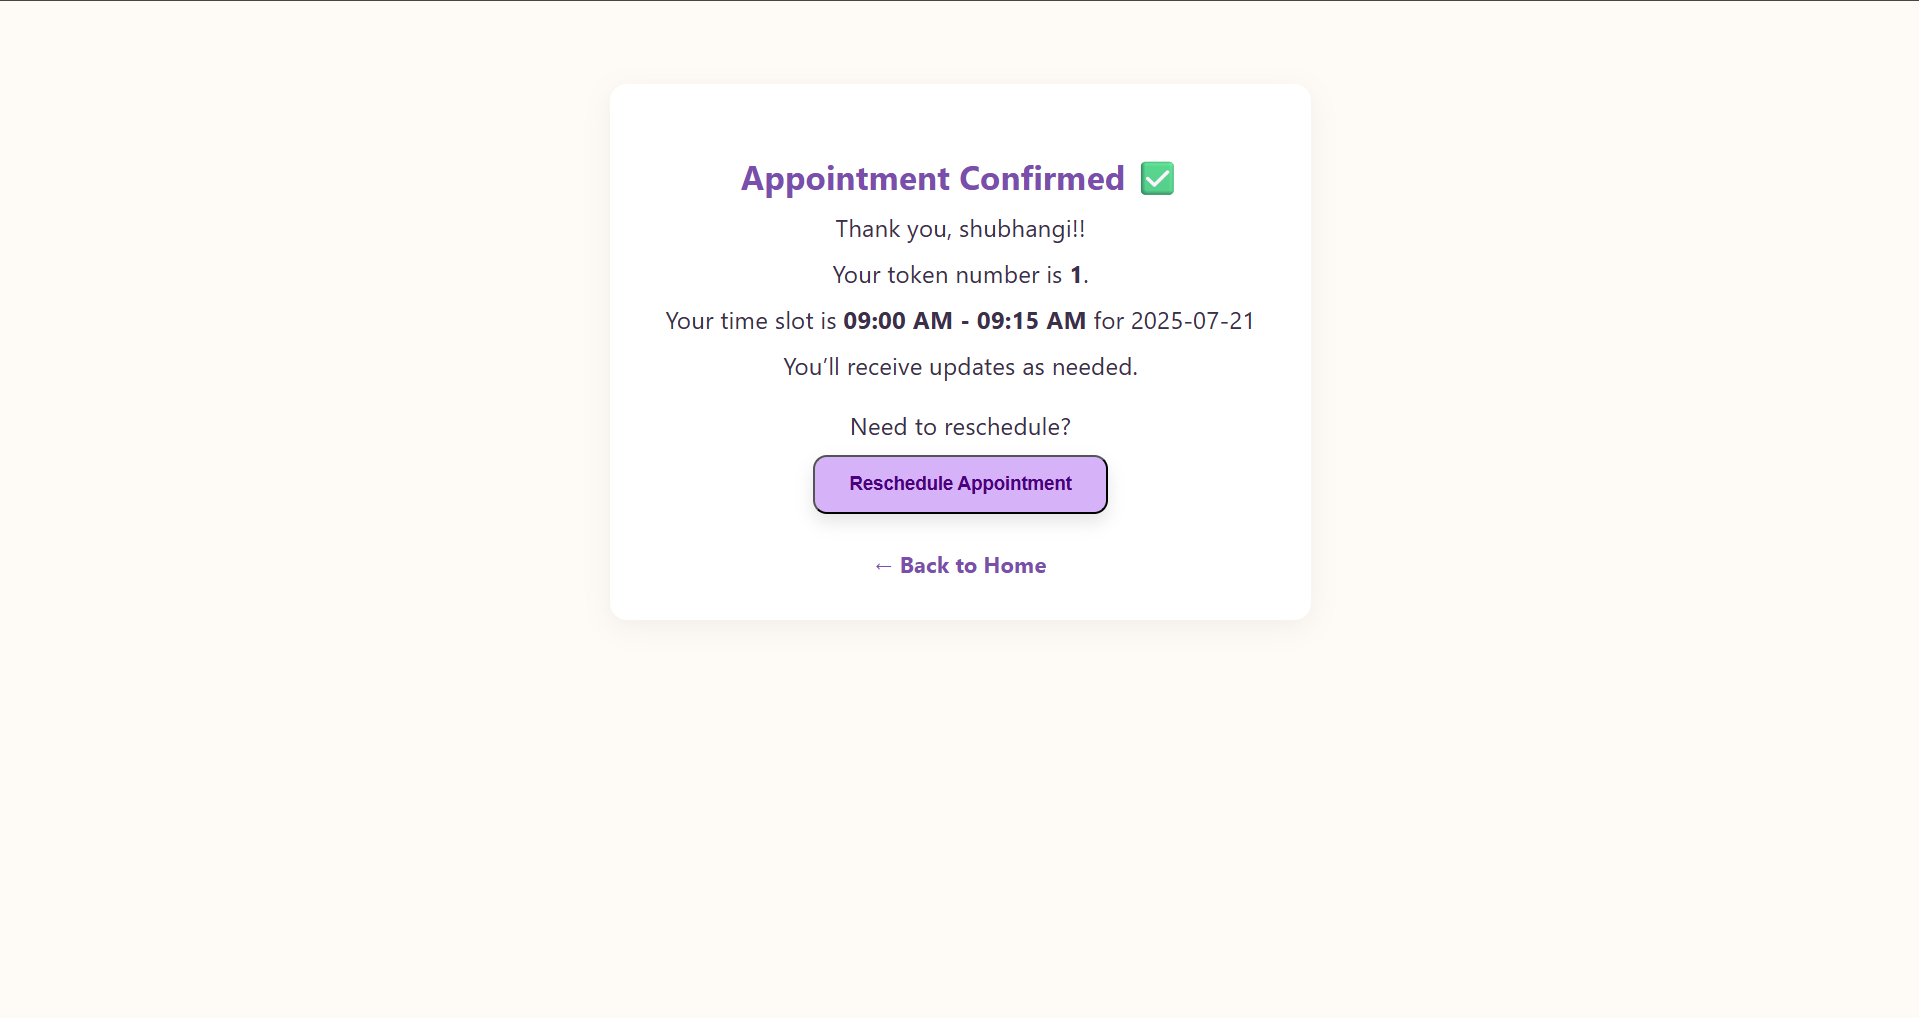 Appointment Confirmed ✅
Thank you, shubhangi!!
Your token number is 1.
Your time slot is 09:00 AM - 09:15 AM for 2025-07-21
You’ll receive updates as needed.
Need to reschedule?
Reschedule Appointment
← Back to Home